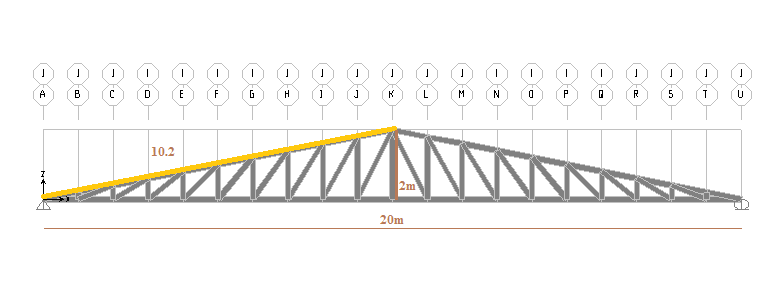 A B C D E F G H I J K L M N O P Q R S T U
10.2
Z
X
2m
20m